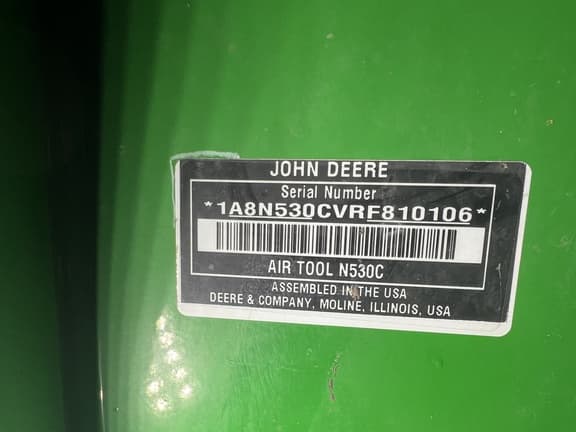 JOHN DEERE
Serial Number
*1A8N530CVRF810106*
AIR TOOL N530C
ASSEMBLED IN THE USA
DEERE & COMPANY, MOLINE, ILLINOIS, USA